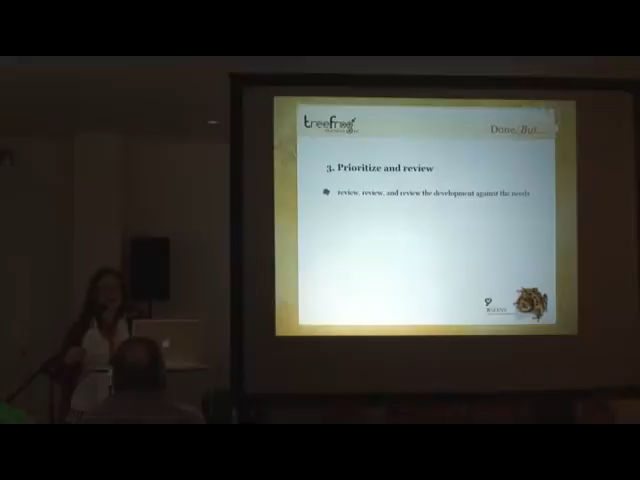 treefrog
Done, But...
3. Prioritize and review
review, review, and review the development against the needs